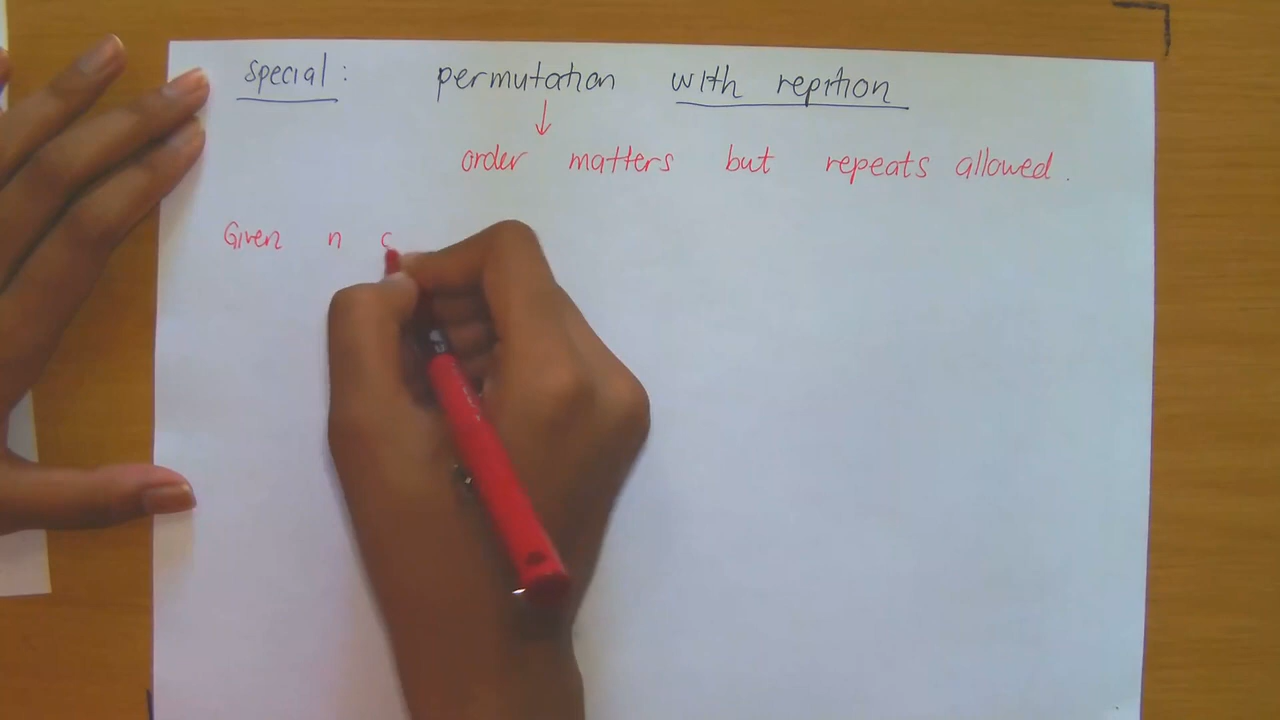 special : permutation with repition
order matters but repeats allowed.
Given n c